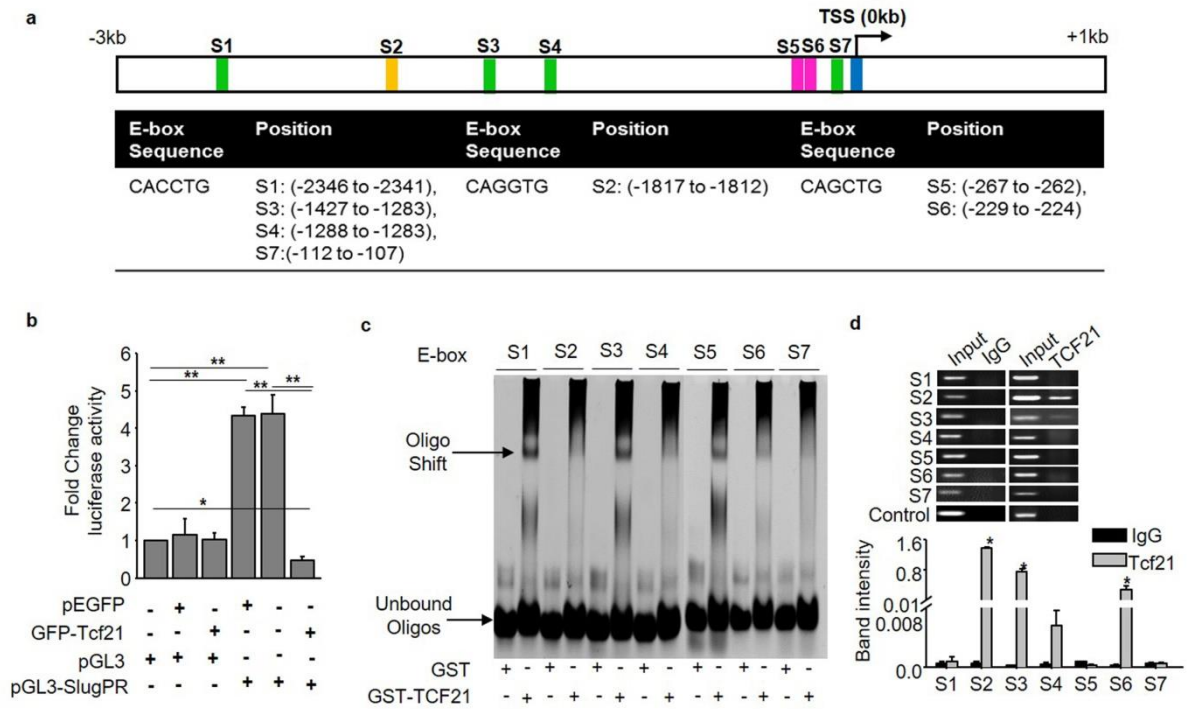 a
TSS (0kb)
-3kb
+1kb
S1 S2 S3 S4 S5 S6 S7
E-box Sequence Position E-box Sequence Position E-box Sequence Position
CACCTG S1: (-2346 to -2341), CAGGTG S2: (-1817 to -1812) CAGCTG S5: (-267 to -262),
S3: (-1427 to -1283), S6: (-229 to -224)
S4: (-1288 to -1283),
S7:(-112 to -107)
b
Fold Change
luciferase activity
6
5
4
3
2
1
0
**
**
** **
*
pEGFP - + - + - -
GFP-Tcf21 - - + - - +
pGL3 + + + - - -
pGL3-SlugPR - - - + + +
c
E-box S1 S2 S3 S4 S5 S6 S7
Oligo
Shift
Unbound
Oligos
GST + - + - + - + - + - + - + -
GST-TCF21 - + - + - + - + - + - + - +
d
Input IgG Input TCF21
S1
S2
S3
S4
S5
S6
S7
Control
IgG
Tcf21
Band intensity
1.6
0.8
0.01
0.008
0.0
* * *
S1 S2 S3 S4 S5 S6 S7